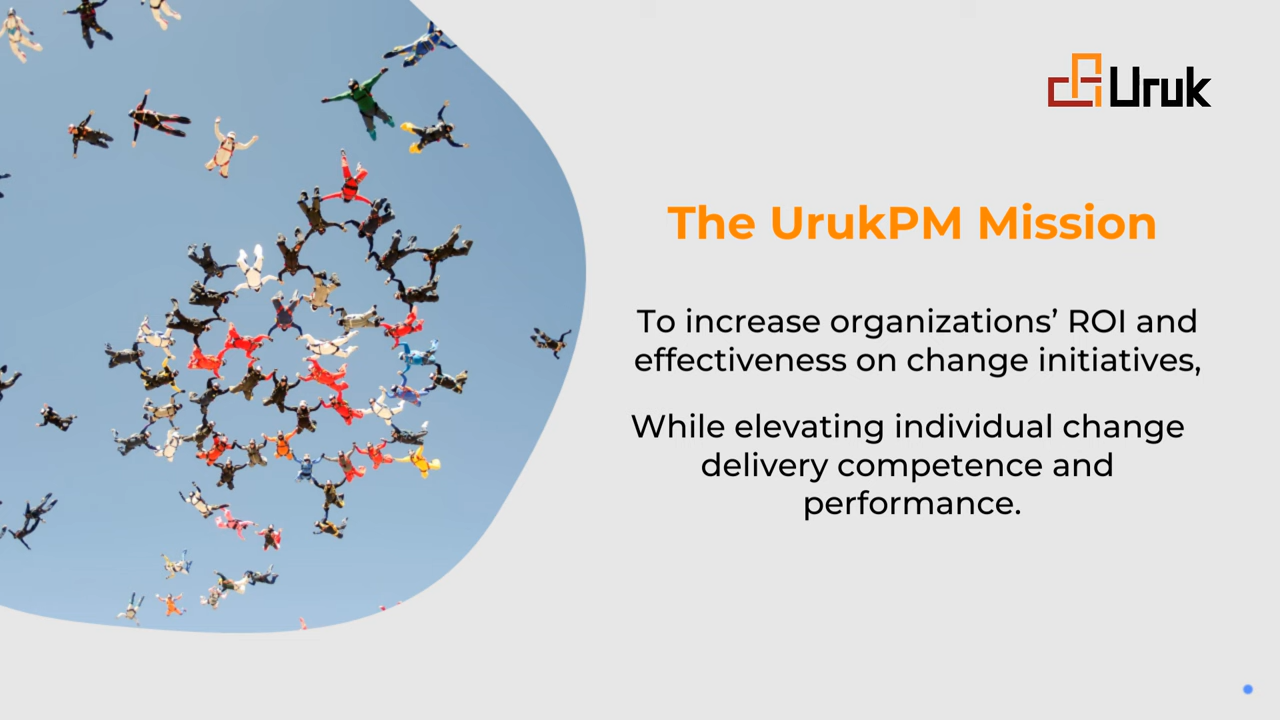 Uruk
The UrukPM Mission
To increase organizations’ ROI and
effectiveness on change initiatives,
While elevating individual change
delivery competence and
performance.